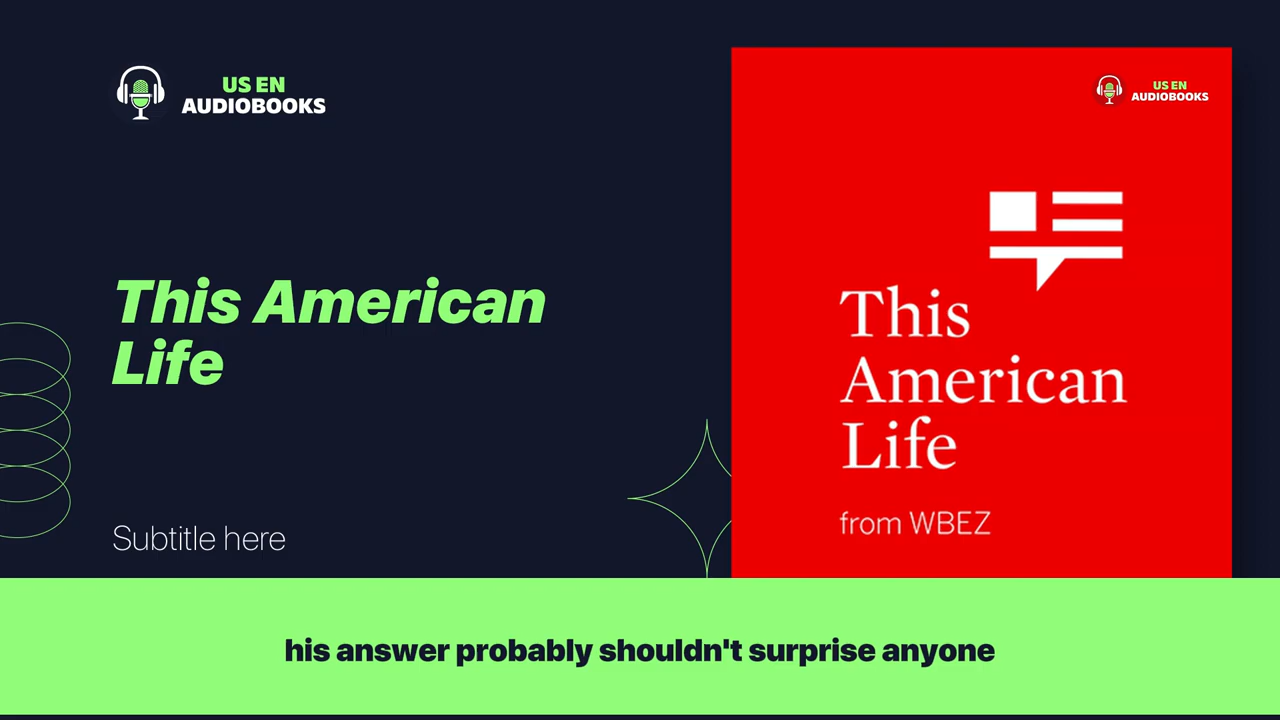 US EN
AUDIOBOOKS
This American
Life
Subtitle here
US EN
AUDIOBOOKS
This
American
Life
from WBEZ
his answer probably shouldn't surprise anyone